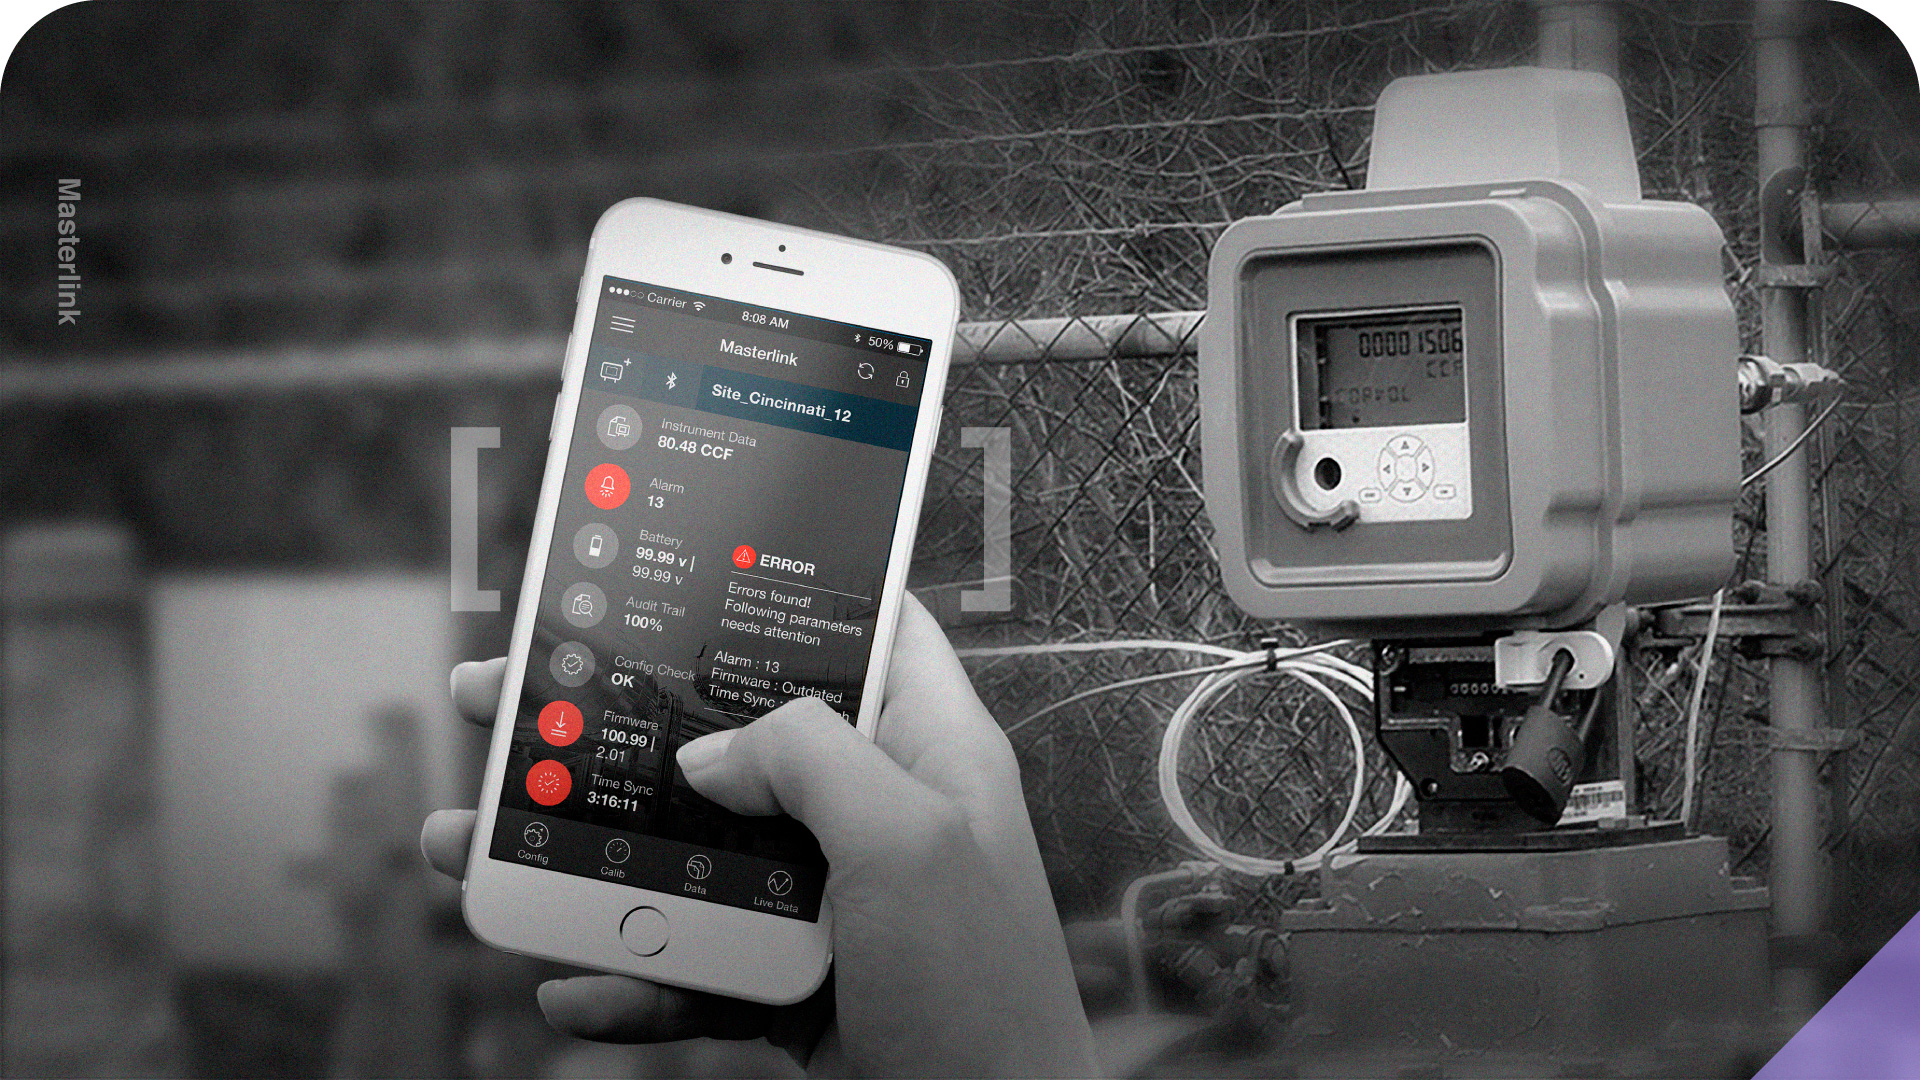 Masterlink
Carrier
8:08 AM
50%
Masterlink
Site_Cincinnati_12
Instrument Data
80.48 CCF
Alarm
13
Battery
99.99 v |
99.99 v
Audit Trail
100%
Config Check
OK
Firmware
100.99 |
2.01
Time Sync
3:16:11
ERROR
Errors found!
Following parameters
needs attention
Alarm : 13
Firmware : Outdated
Time Sync :
Config
Calib
Data
Live Data
00001506
CCF